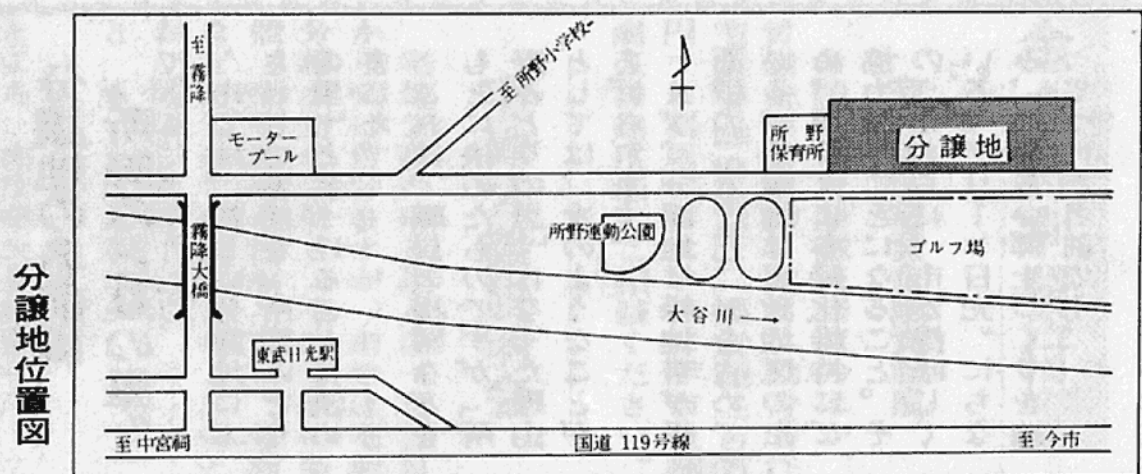 分譲地位置図
至霧降
モーター
プール
至所野小学校
所野
保育所
分譲地
霧降大橋
所野運動公園
ゴルフ場
大谷川
東武日光駅
至中宮祠
国道 119号線
至 今市